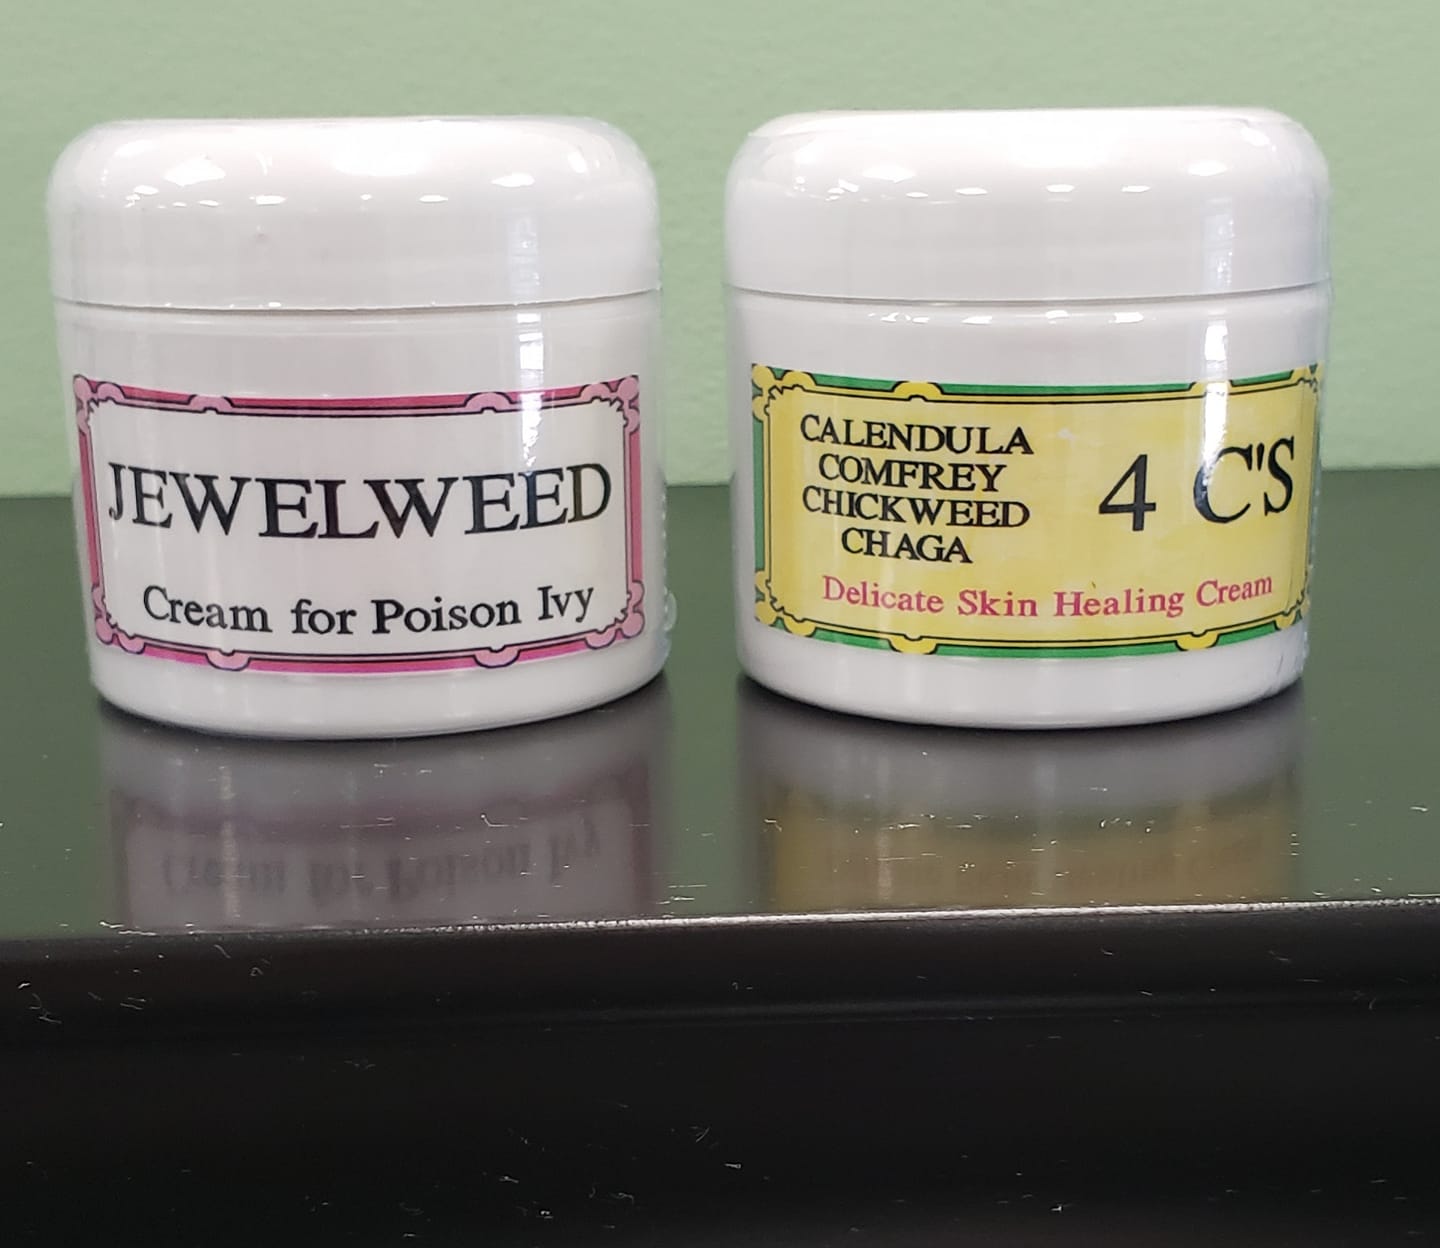 JEWELWEED
Cream for Poison Ivy
CALENDULA
COMFREY
CHICKWEED
CHAGA
4 C'S
Delicate Skin Healing Cream